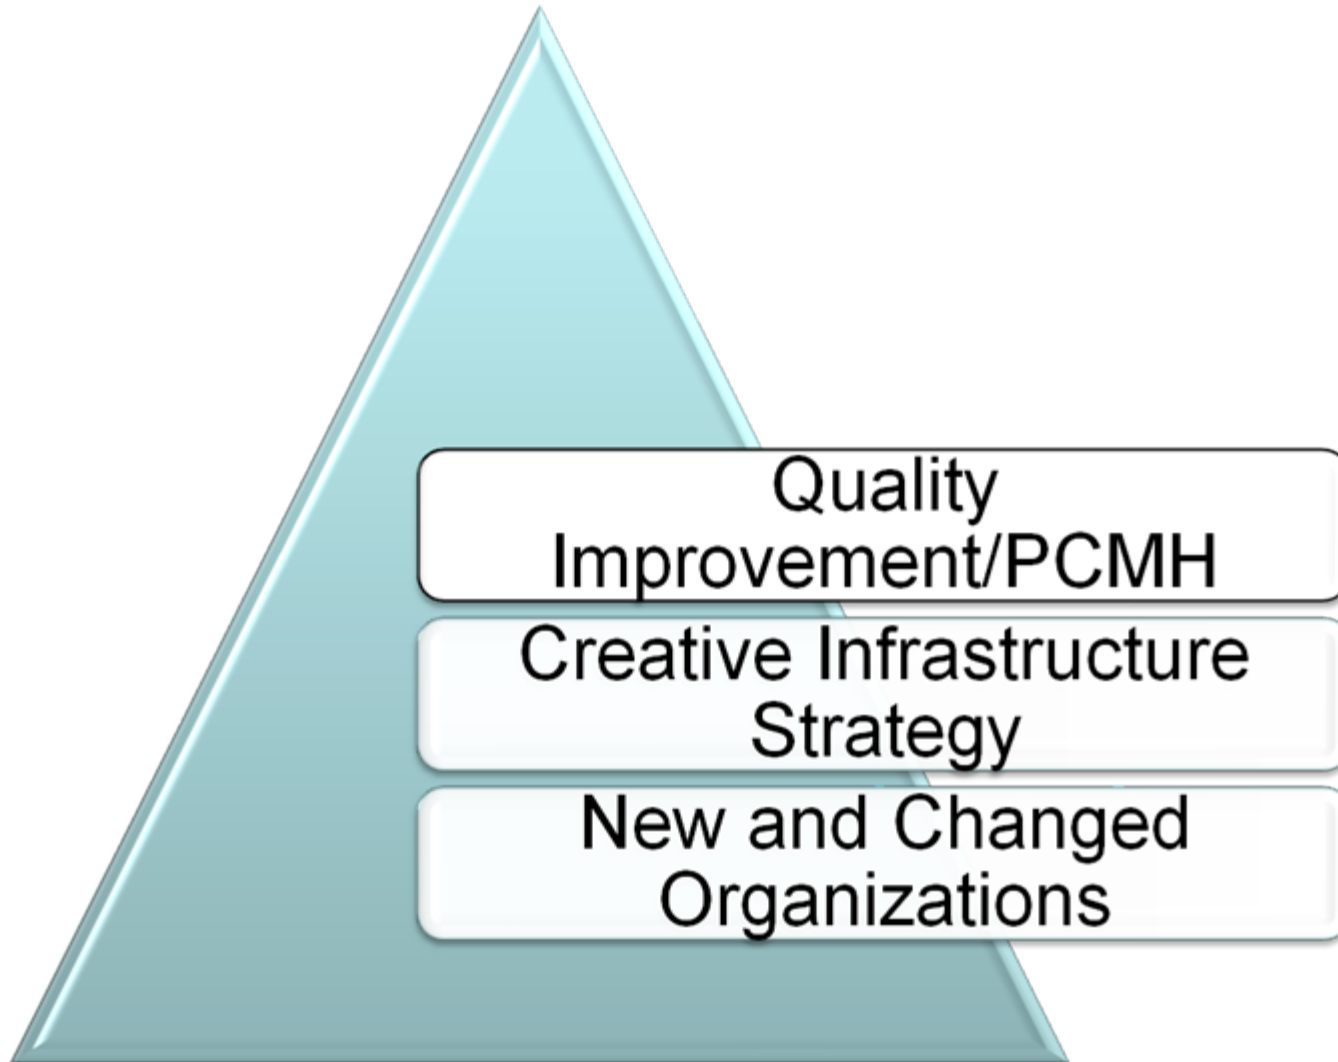 Quality
Improvement/PCMH
Creative Infrastructure
Strategy
New and Changed
Organizations